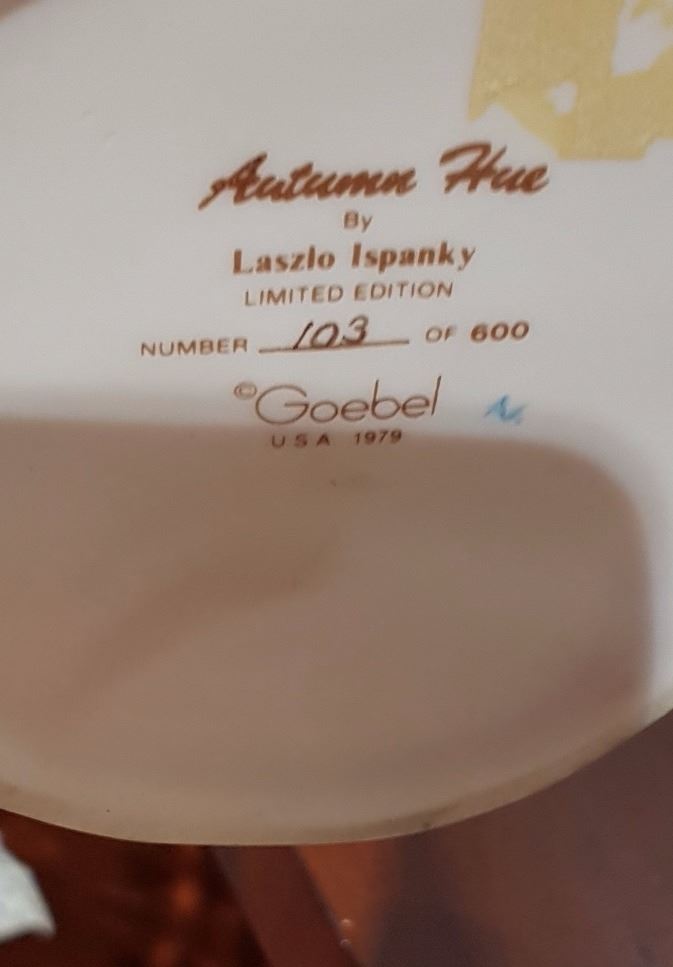 Autumn Hue
By
Laszlo Ispanky
LIMITED EDITION
NUMBER 103 OF 600
©Goebel
USA 1979